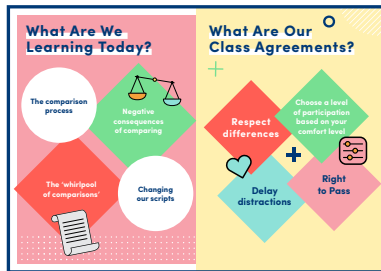 What Are We
Learning Today?
The comparison
process
Negative
consequences
of comparing
The 'whirlpool
of comparisons'
Changing
our scripts
What Are Our
Class Agreements?
Respect
differences
Choose a level
of participation
based on your
comfort level
Delay
distractions
Right
to Pass